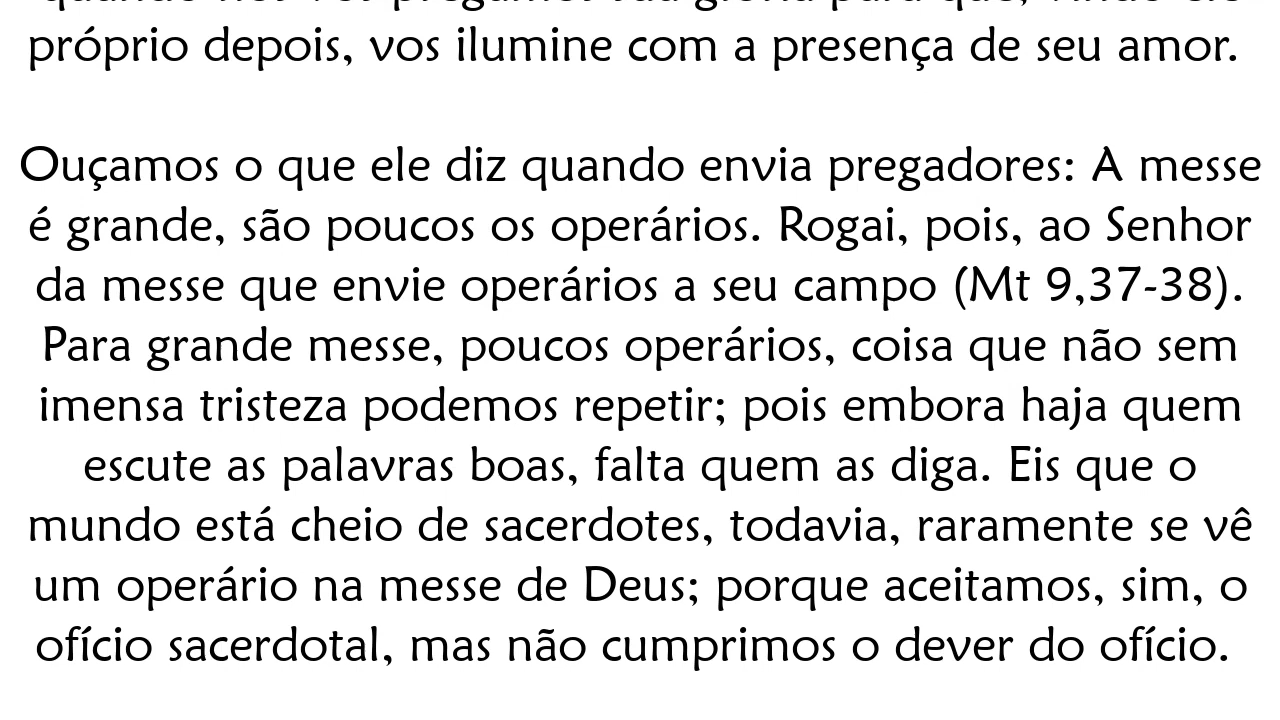 próprio depois, vos ilumine com a presença de seu amor.
Ouçamos o que ele diz quando envia pregadores: A messe
é grande, são poucos os operários. Rogai, pois, ao Senhor
da messe que envie operários a seu campo (Mt 9,37-38).
Para grande messe, poucos operários, coisa que não sem
imensa tristeza podemos repetir; pois embora haja quem
escute as palavras boas, falta quem as diga. Eis que o
mundo está cheio de sacerdotes, todavia, raramente se vê
um operário na messe de Deus; porque aceitamos, sim, o
ofício sacerdotal, mas não cumprimos o dever do ofício.